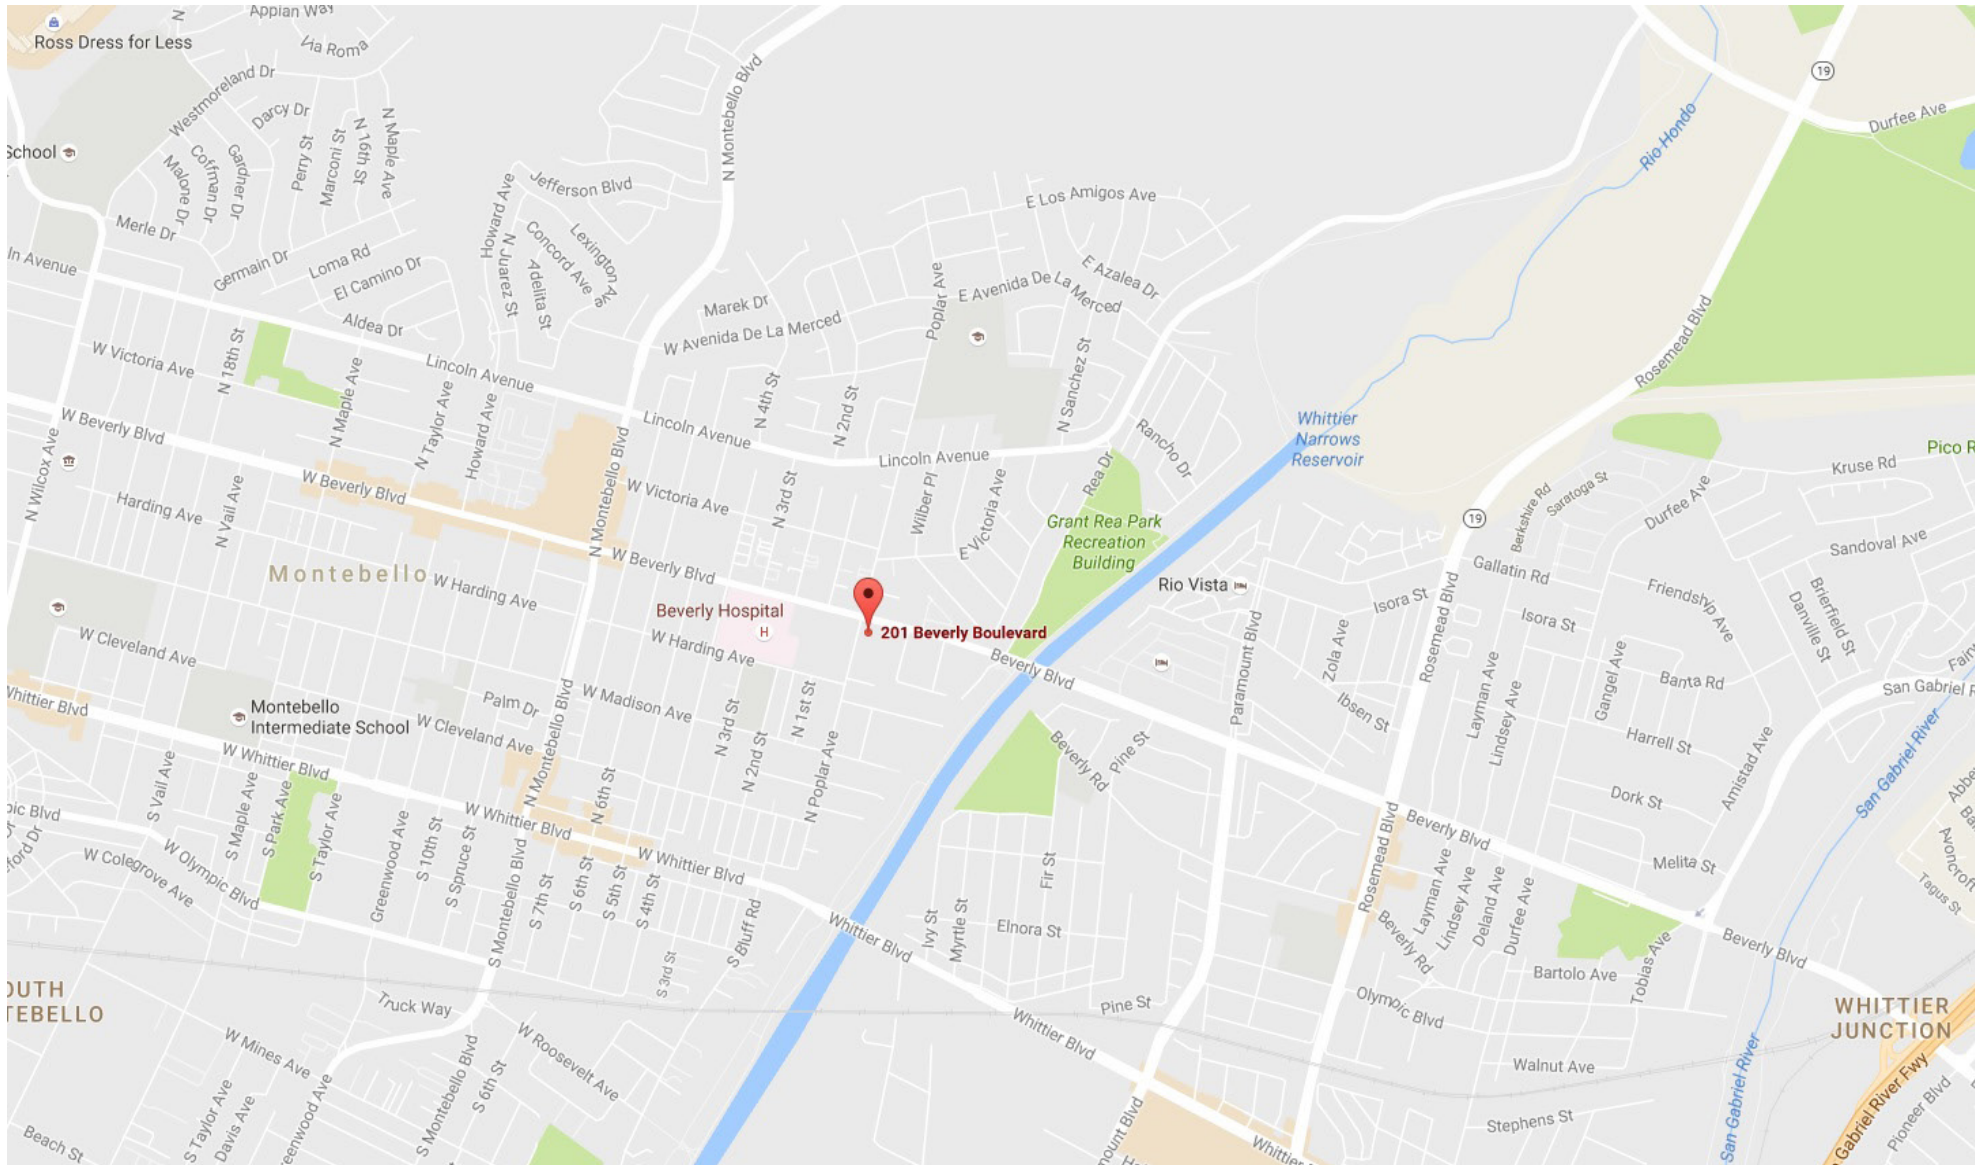 Appian Way
Ross Dress for Less
Via Roma
N
N Montebello Blvd
19
Durfee Ave
Westmoreland Dr
Darcy Dr
N Maple Ave
N 16th St
Marconi St
Perry St
Gardner Dr
Coffman Dr
Malone Dr
School
Rio Hondo
Jefferson Blvd
Howard Ave
N Juarez St
Concord Ave
Lexington Ave
Adelita St
E Los Amigos Ave
Merle Dr
Germain Dr
Loma Rd
El Camino Dr
Aldea Dr
ln Avenue
Marek Dr
W Avenida De La Merced
Poplar Ave
E Avenida De La Merced
E Azalea Dr
Rosemead Blvd
W Victoria Ave
N 18th St
N Maple Ave
N Taylor Ave
Howard Ave
Lincoln Avenue
Lincoln Avenue
N 4th St
N 2nd St
N Sanchez St
Rancho Dr
Lincoln Avenue
Rea Dr
Whittier
Narrows
Reservoir
Pico R
Kruse Rd
W Beverly Blvd
N Wilcox Ave
Harding Ave
N Vail Ave
W Beverly Blvd
N Montebello Blvd
W Victoria Ave
N 3rd St
Wilber Pl
E Victoria Ave
Grant Rea Park
Recreation
Building
19
Berkshire Rd
Saratoga St
Durfee Ave
Sandoval Ave
Montebello
W Harding Ave
W Beverly Blvd
Beverly Hospital
H
201 Beverly Boulevard
Rio Vista
Gallatin Rd
Isora St
Isora St
Friendship Ave
Brierfield St
Danville St
W Cleveland Ave
W Harding Ave
Beverly Blvd
Paramount Blvd
Zola Ave
Ibsen St
Rosemead Blvd
Layman Ave
Lindsey Ave
Gangel Ave
Banta Rd
Harrell St
San Gabriel R
Whittier Blvd
Montebello
Intermediate School
Palm Dr
W Cleveland Ave
W Madison Ave
N Montebello Blvd
N 3rd St
N 2nd St
N 1st St
N Poplar Ave
Beverly Rd
Pine St
Amistad Ave
San Gabriel River
W Whittier Blvd
S Vail Ave
S Maple Ave
S Park Ave
S Taylor Ave
W Whittier Blvd
N 6th St
Dork St
Melita St
W Olympic Blvd
W Colegrove Ave
Greenwood Ave
S 10th St
S Spruce St
S Montebello Blvd
S 7th St
S 6th St
S 5th St
S 4th St
W Whittier Blvd
S Bluff Rd
S 3rd St
Whittier Blvd
Ivy St
Myrtle St
Fir St
Elnora St
Pine St
Rosemead Blvd
Beverly Blvd
Layman Ave
Lindsey Ave
Deland Ave
Durfee Ave
Beverly Rd
Bartolo Ave
Tobias Ave
Beverly Blvd
Tagus St
Olympic Blvd
Walnut Ave
WHITTIER
JUNCTION
OUTH
TEBELLO
Truck Way
W Mines Ave
W Roosevelt Ave
Whittier Blvd
Stephens St
S Taylor Ave
Davis Ave
S Montebello Blvd
S 6th St
Beach St
San Gabriel River
Gabriel River Fwy
Pioneer Blvd
Whittier